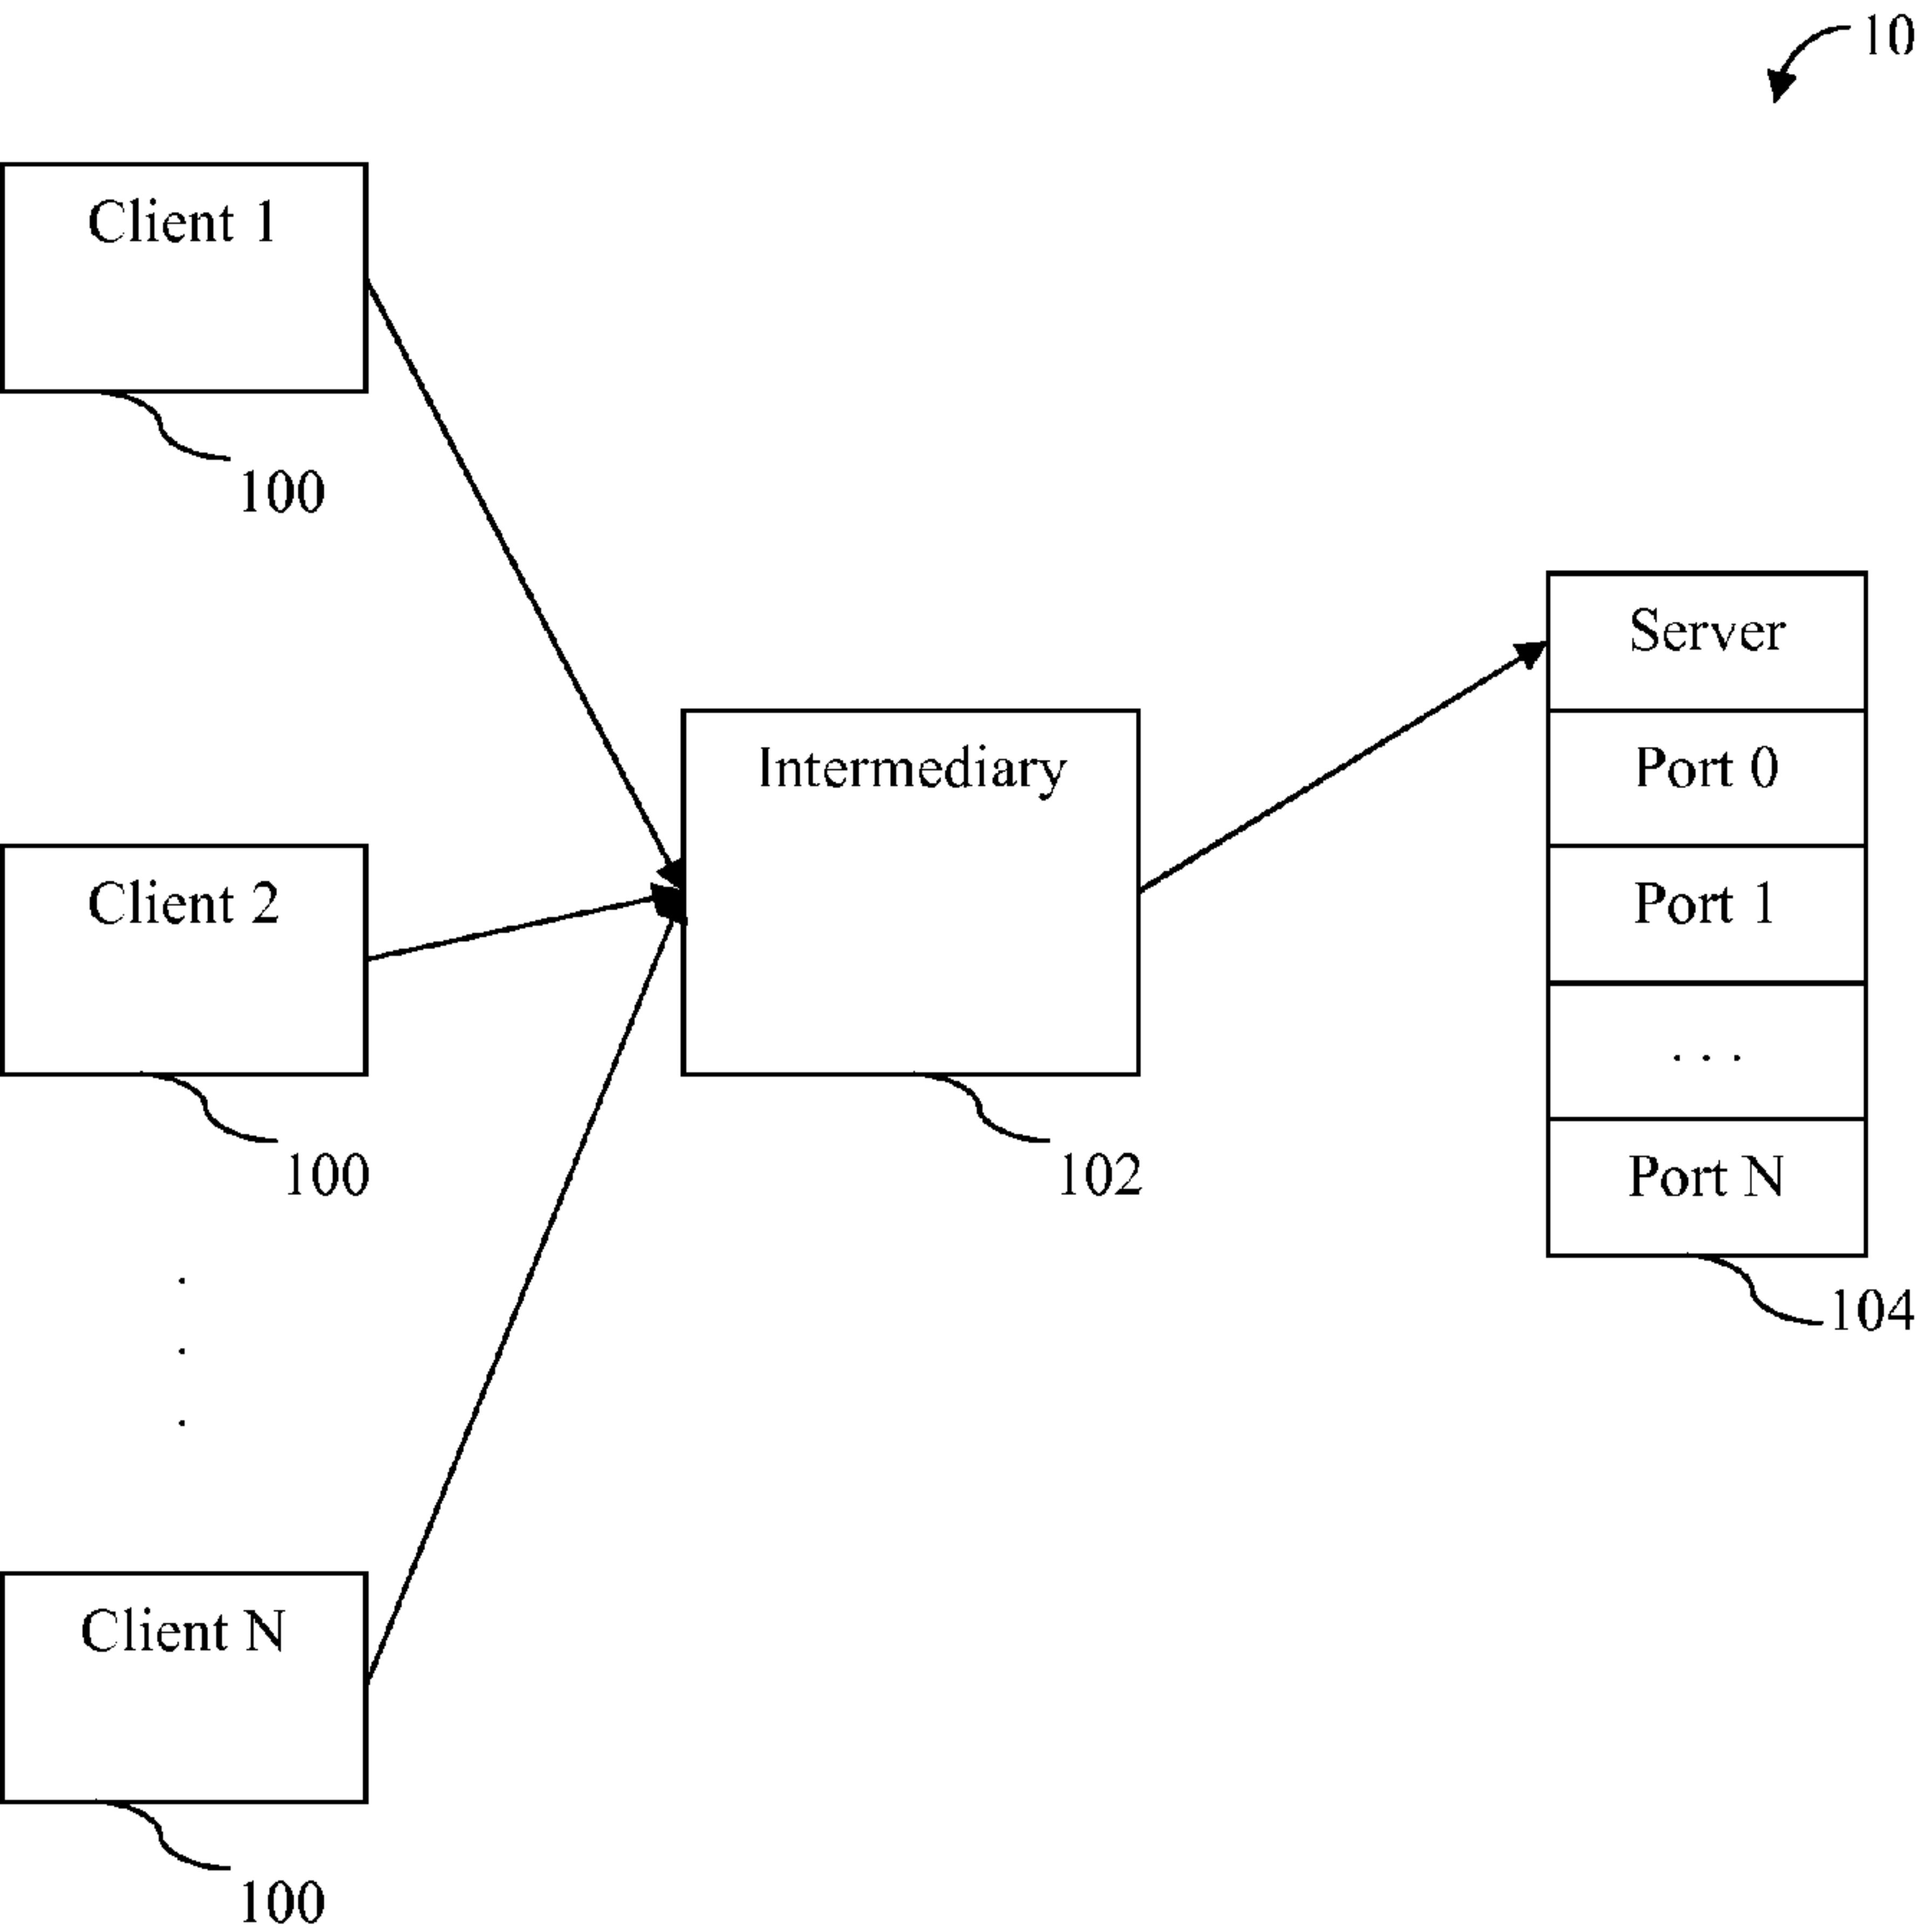 10
Client 1
100
Server
Port 0
Port 1
. . .
Port N
104
Intermediary
102
Client 2
100
.
.
.
Client N
100